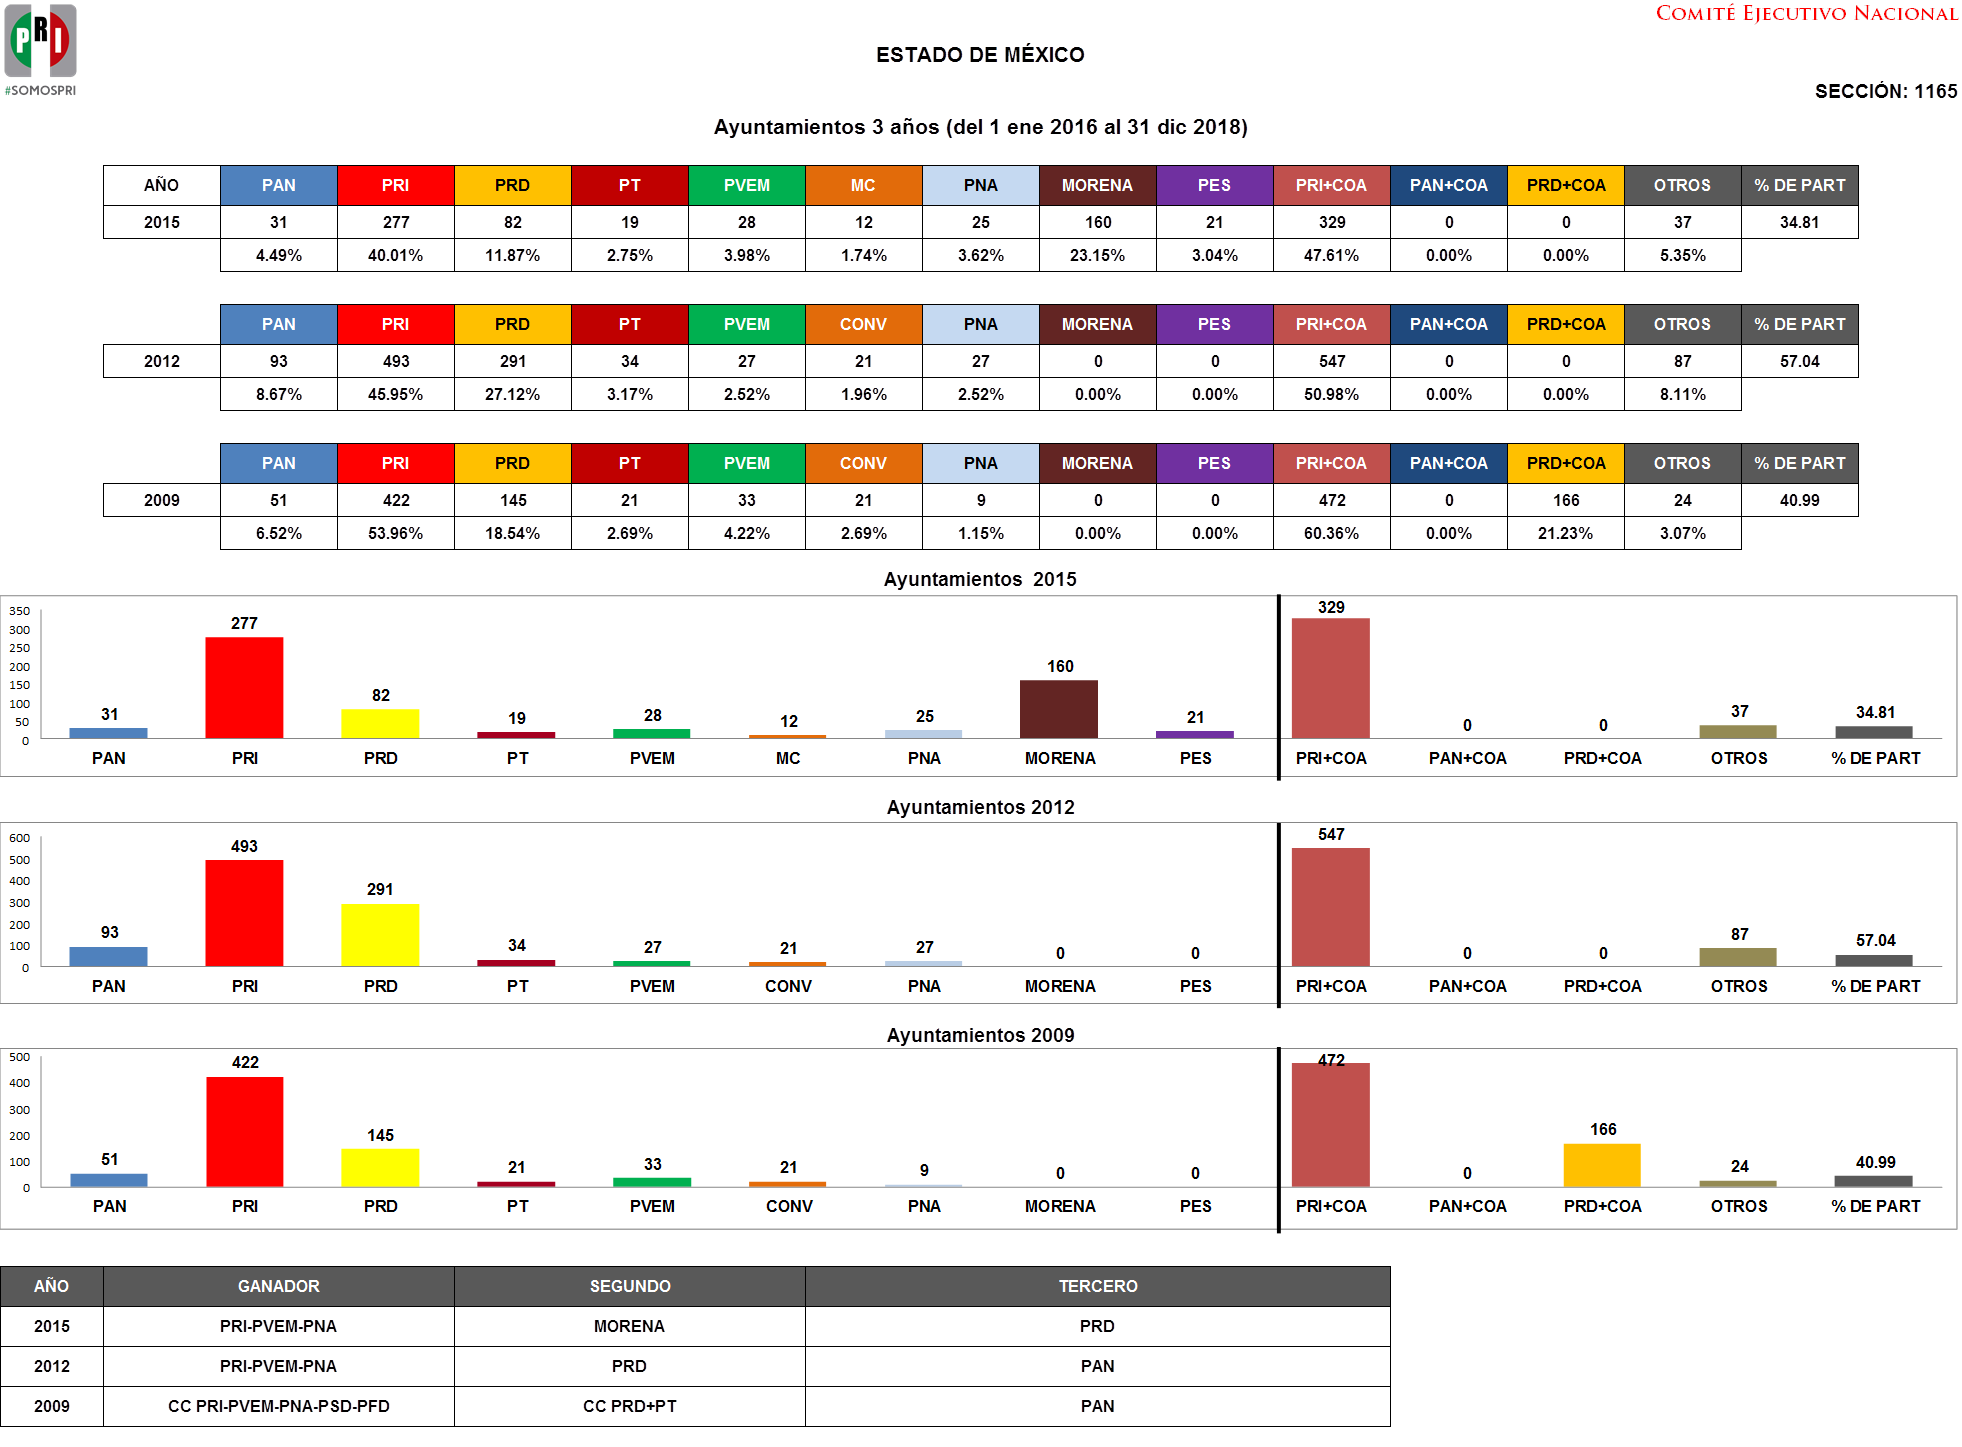 PRI
#SOMOSPRI
COMITÉ EJECUTIVO NACIONAL
ESTADO DE MÉXICO
SECCIÓN: 1165
Ayuntamientos 3 años (del 1 ene 2016 al 31 dic 2018)
AÑO PAN PRI PRD PT PVEM MC PNA MORENA PES PRI+COA PAN+COA PRD+COA OTROS % DE PART
2015 31 277 82 19 28 12 25 160 21 329 0 0 37 34.81
4.49% 40.01% 11.87% 2.75% 3.98% 1.74% 3.62% 23.15% 3.04% 47.61% 0.00% 0.00% 5.35%
PAN PRI PRD PT PVEM CONV PNA MORENA PES PRI+COA PAN+COA PRD+COA OTROS % DE PART
2012 93 493 291 34 27 21 27 0 0 547 0 0 87 57.04
8.67% 45.95% 27.12% 3.17% 2.52% 1.96% 2.52% 0.00% 0.00% 50.98% 0.00% 0.00% 8.11%
PAN PRI PRD PT PVEM CONV PNA MORENA PES PRI+COA PAN+COA PRD+COA OTROS % DE PART
2009 51 422 145 21 33 21 9 0 0 472 0 166 24 40.99
6.52% 53.96% 18.54% 2.69% 4.22% 2.69% 1.15% 0.00% 0.00% 60.36% 0.00% 21.23% 3.07%
Ayuntamientos 2015
350
300
250
200
150
100
50
0
31 277 82 19 28 12 25 160 21 329 0 0 37 34.81
PAN PRI PRD PT PVEM MC PNA MORENA PES PRI+COA PAN+COA PRD+COA OTROS % DE PART
Ayuntamientos 2012
600
500
400
300
200
100
0
93 493 291 34 27 21 27 0 0 547 0 0 87 57.04
PAN PRI PRD PT PVEM CONV PNA MORENA PES PRI+COA PAN+COA PRD+COA OTROS % DE PART
Ayuntamientos 2009
500
400
300
200
100
0
51 422 145 21 33 21 9 0 0 472 0 166 24 40.99
PAN PRI PRD PT PVEM CONV PNA MORENA PES PRI+COA PAN+COA PRD+COA OTROS % DE PART
AÑO GANADOR SEGUNDO TERCERO
2015 PRI-PVEM-PNA MORENA PRD
2012 PRI-PVEM-PNA PRD PAN
2009 CC PRI-PVEM-PNA-PSD-PFD CC PRD+PT PAN